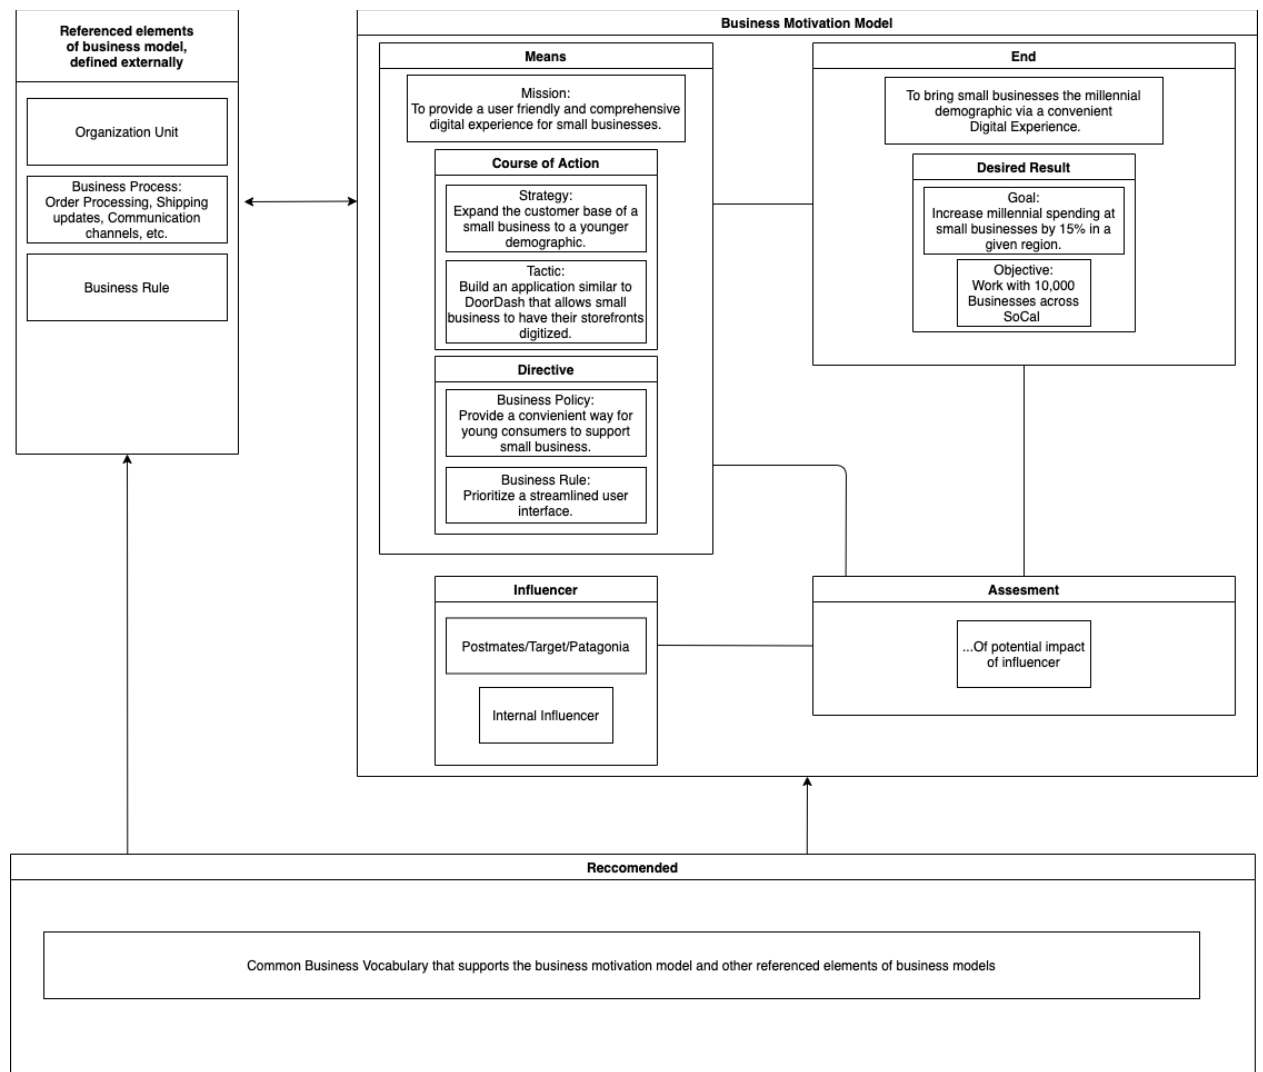 Referenced elements
of business model,
defined externally
Organization Unit
Business Process:
Order Processing, Shipping
updates, Communication
channels, etc.
Business Rule
Business Motivation Model
Means
Mission:
To provide a user friendly and comprehensive
digital experience for small businesses.
Course of Action
Strategy:
Expand the customer base of a
small business to a younger
demographic.
Tactic:
Build an application similar to
DoorDash that allows small
business to have their storefronts
digitized.
Directive
Business Policy:
Provide a convienient way for
young consumers to support
small business.
Business Rule:
Prioritize a streamlined user
interface.
End
To bring small businesses the millennial
demographic via a convenient
Digital Experience.
Desired Result
Goal:
Increase millennial spending at
small businesses by 15% in a
given region.
Objective:
Work with 10,000
Businesses across
SoCal
Influencer
Postmates/Target/Patagonia
Internal Influencer
Assesment
...Of potential impact
of influencer
Reccomended
Common Business Vocabulary that supports the business motivation model and other referenced elements of business models